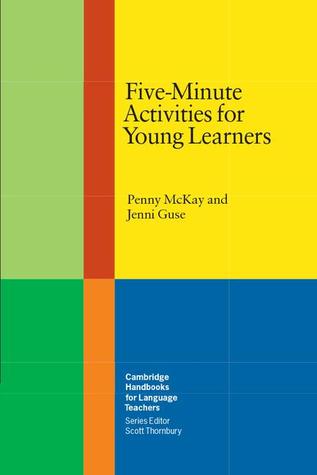 Five-Minute
Activities for
Young Learners
Penny McKay and
Jenni Guse
Cambridge
Handbooks
for Language
Teachers
Series Editor
Scott Thornbury